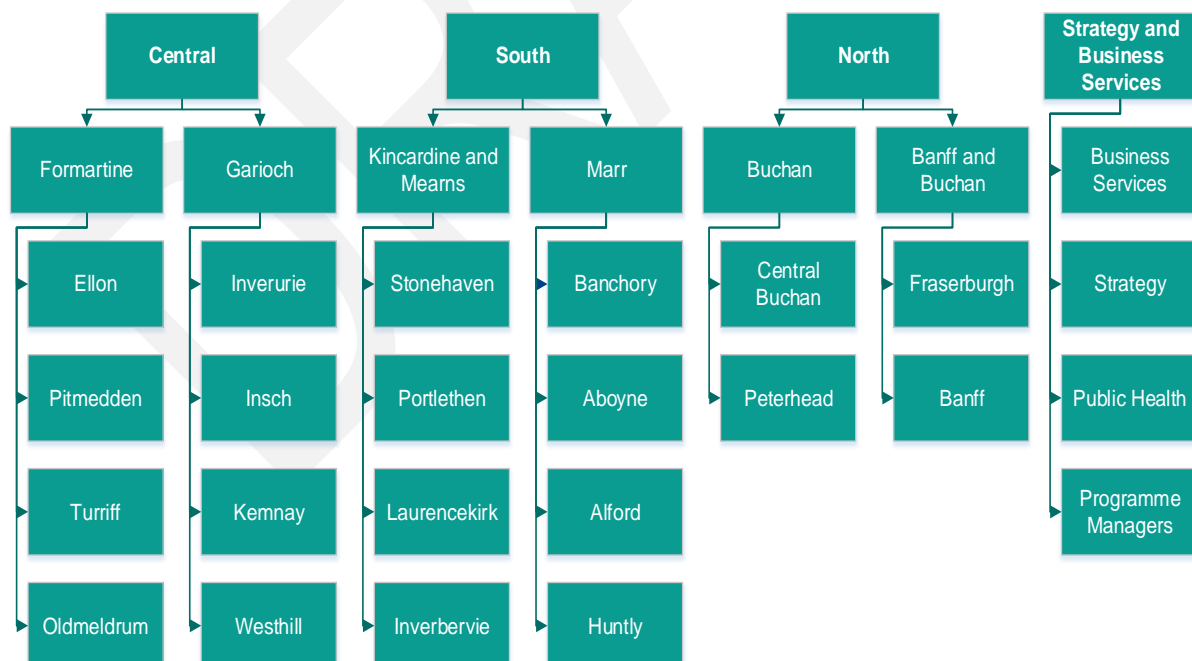 Central
South
North
Strategy and
Business
Services
Formartine
Garioch
Kincardine and
Mearns
Marr
Buchan
Banff and
Buchan
Business
Services
Ellon
Inverurie
Stonehaven
Banchory
Central
Buchan
Fraserburgh
Strategy
Pitmedden
Insch
Portlethen
Aboyne
Peterhead
Banff
Public Health
Turriff
Kemnay
Laurencekirk
Alford
Programme
Managers
Oldmeldrum
Westhill
Inverbervie
Huntly